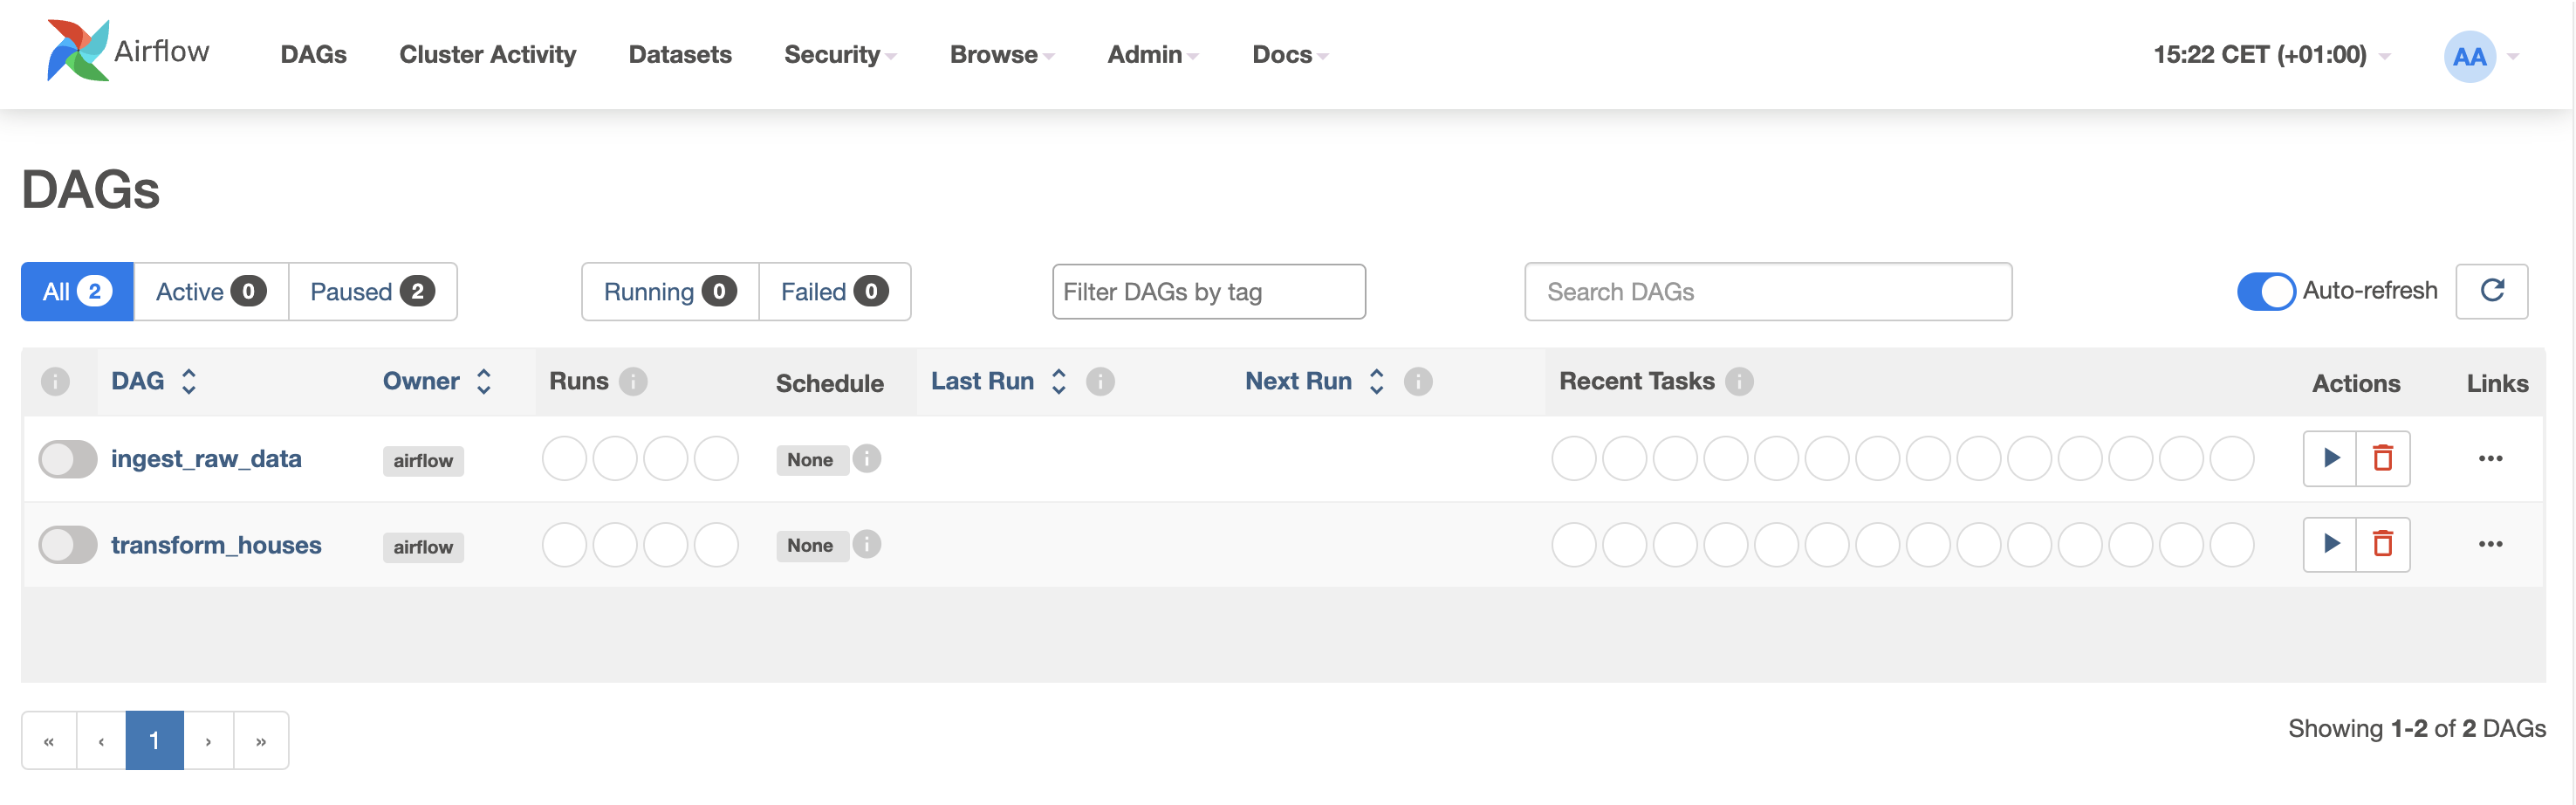 Airflow DAGs Cluster Activity Datasets Security Browse Admin Docs 15:22 CET (+01:00) AA
DAGs
All 2 Active 0 Paused 2 Running 0 Failed 0 Filter DAGs by tag Search DAGs Auto-refresh
i DAG Owner Runs i Schedule Last Run i Next Run i Recent Tasks i Actions Links
ingest_raw_data airflow None i ...
transform_houses airflow None i ...
« ‹ 1 › » Showing 1-2 of 2 DAGs